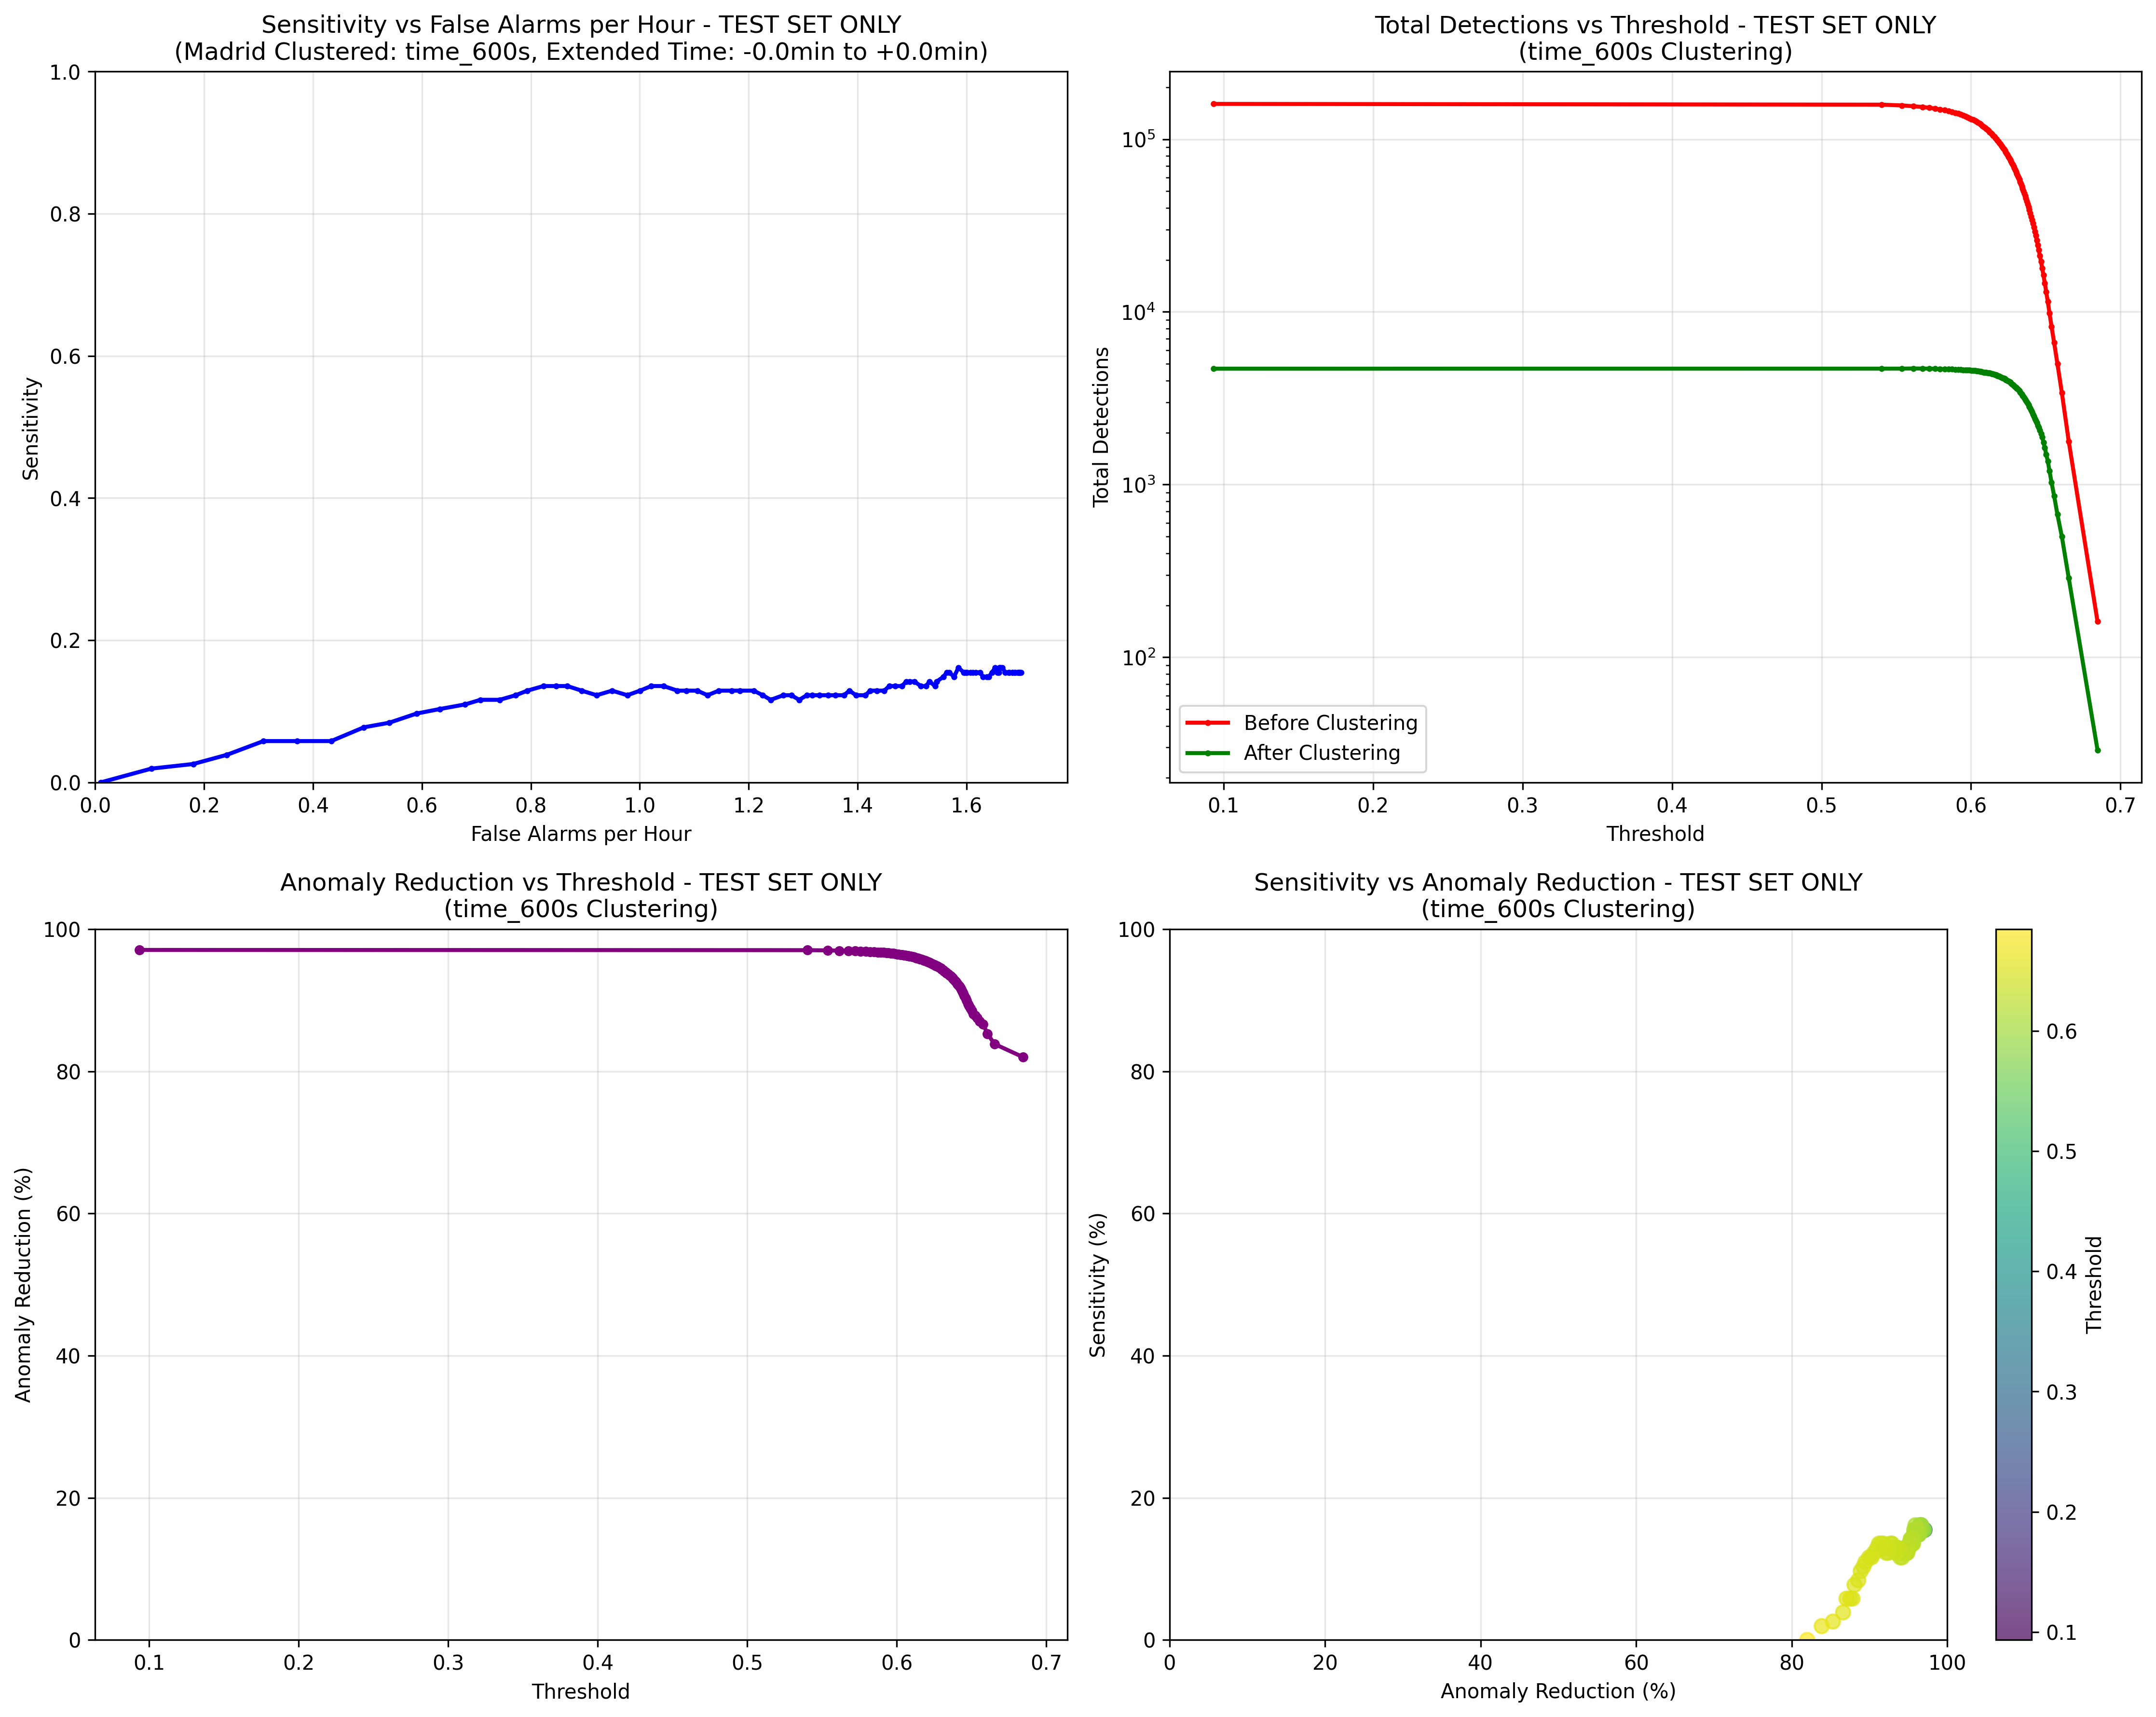 Sensitivity vs False Alarms per Hour - TEST SET ONLY
(Madrid Clustered: time_600s, Extended Time: -0.0min to +0.0min)
1.0
0.8
0.6
0.4
0.2
0.0
Sensitivity
0.0 0.2 0.4 0.6 0.8 1.0 1.2 1.4 1.6
False Alarms per Hour
Total Detections vs Threshold - TEST SET ONLY
(time_600s Clustering)
10⁵
10⁴
10³
10²
Total Detections
Before Clustering
After Clustering
0.1 0.2 0.3 0.4 0.5 0.6 0.7
Threshold
Anomaly Reduction vs Threshold - TEST SET ONLY
(time_600s Clustering)
100
80
60
40
20
0
Anomaly Reduction (%)
0.1 0.2 0.3 0.4 0.5 0.6 0.7
Threshold
Sensitivity vs Anomaly Reduction - TEST SET ONLY
(time_600s Clustering)
100
80
60
40
20
0
Sensitivity (%)
0 20 40 60 80 100
Anomaly Reduction (%)
0.6
0.5
0.4
0.3
0.2
0.1
Threshold